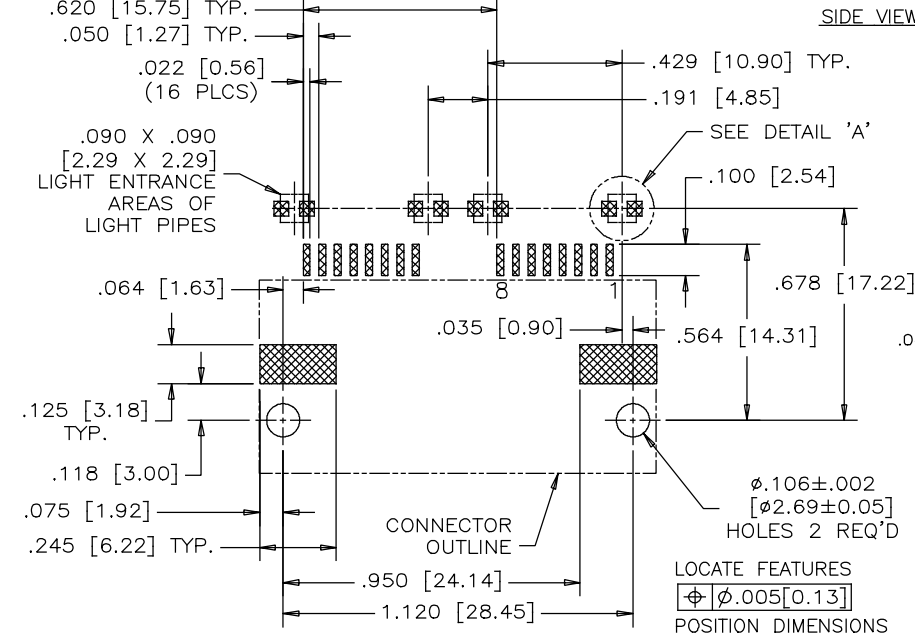 .620 [15.75] TYP.
SIDE VIEW
.050 [1.27] TYP.
.429 [10.90] TYP.
.022 [0.56]
(16 PLCS)
.191 [4.85]
SEE DETAIL 'A'
.090 X .090
[2.29 X 2.29]
LIGHT ENTRANCE
AREAS OF
LIGHT PIPES
.100 [2.54]
.064 [1.63]
8
1
.678 [17.22]
.035 [0.90]
.564 [14.31]
.0
.125 [3.18]
TYP.
.118 [3.00]
.075 [1.92]
.245 [6.22] TYP.
CONNECTOR
OUTLINE
ø.106±.002
[ø2.69±0.05]
HOLES 2 REQ'D
.950 [24.14]
1.120 [28.45]
LOCATE FEATURES
⌖ ø.005[0.13]
POSITION DIMENSIONS